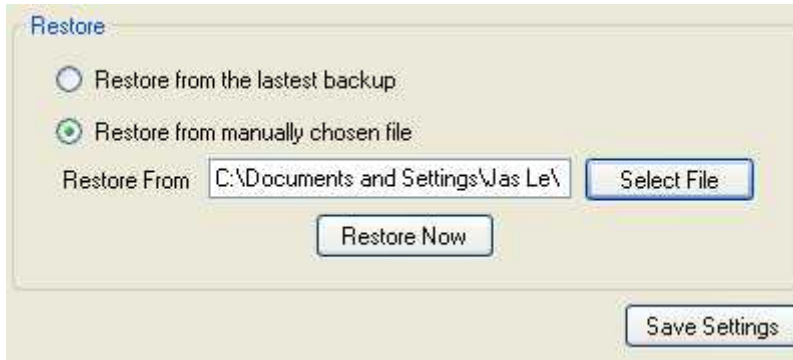 Restore
Restore from the lastest backup
Restore from manually chosen file
Restore From C:\Documents and Settings\Jas Le\ Select File
Restore Now
Save Settings